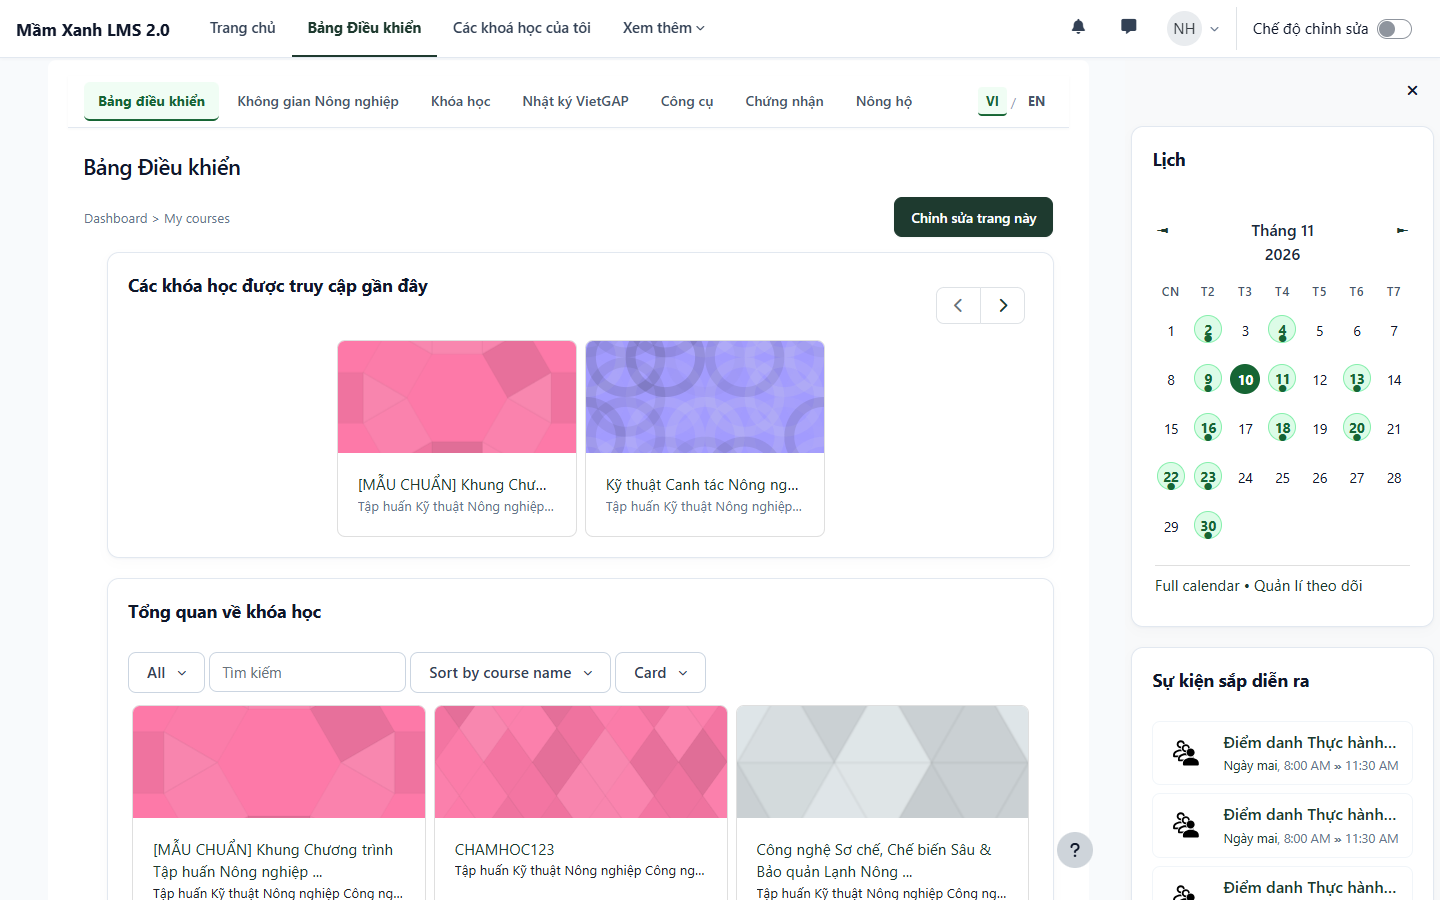 Mầm Xanh LMS 2.0
Trang chủ
Bảng Điều khiển
Các khoá học của tôi
Xem thêm
NH
Chế độ chỉnh sửa
Bảng điều khiển
Không gian Nông nghiệp
Khóa học
Nhật ký VietGAP
Công cụ
Chứng nhận
Nông hộ
VI / EN
Bảng Điều khiển
Dashboard > My courses
Chỉnh sửa trang này
Các khóa học được truy cập gần đây
[MẪU CHUẨN] Khung Chư...
Tập huấn Kỹ thuật Nông nghiệp...
Kỹ thuật Canh tác Nông ng...
Tập huấn Kỹ thuật Nông nghiệp...
Tổng quan về khóa học
All
Tìm kiếm
Sort by course name
Card
[MẪU CHUẨN] Khung Chương trình
Tập huấn Nông nghiệp ...
Tập huấn Kỹ thuật Nông nghiệp Công ng...
CHAMHOC123
Tập huấn Kỹ thuật Nông nghiệp Công ng...
Công nghệ Sơ chế, Chế biến Sâu &
Bảo quản Lạnh Nông ...
Tập huấn Kỹ thuật Nông nghiệp Công ng...
Lịch
Tháng 11
2026
CN T2 T3 T4 T5 T6 T7
1 2 3 4 5 6 7
8 9 10 11 12 13 14
15 16 17 18 19 20 21
22 23 24 25 26 27 28
29 30
Full calendar • Quản lí theo dõi
Sự kiện sắp diễn ra
Điểm danh Thực hành...
Ngày mai, 8:00 AM » 11:30 AM
Điểm danh Thực hành...
Ngày mai, 8:00 AM » 11:30 AM
Điểm danh Thực hành...
?